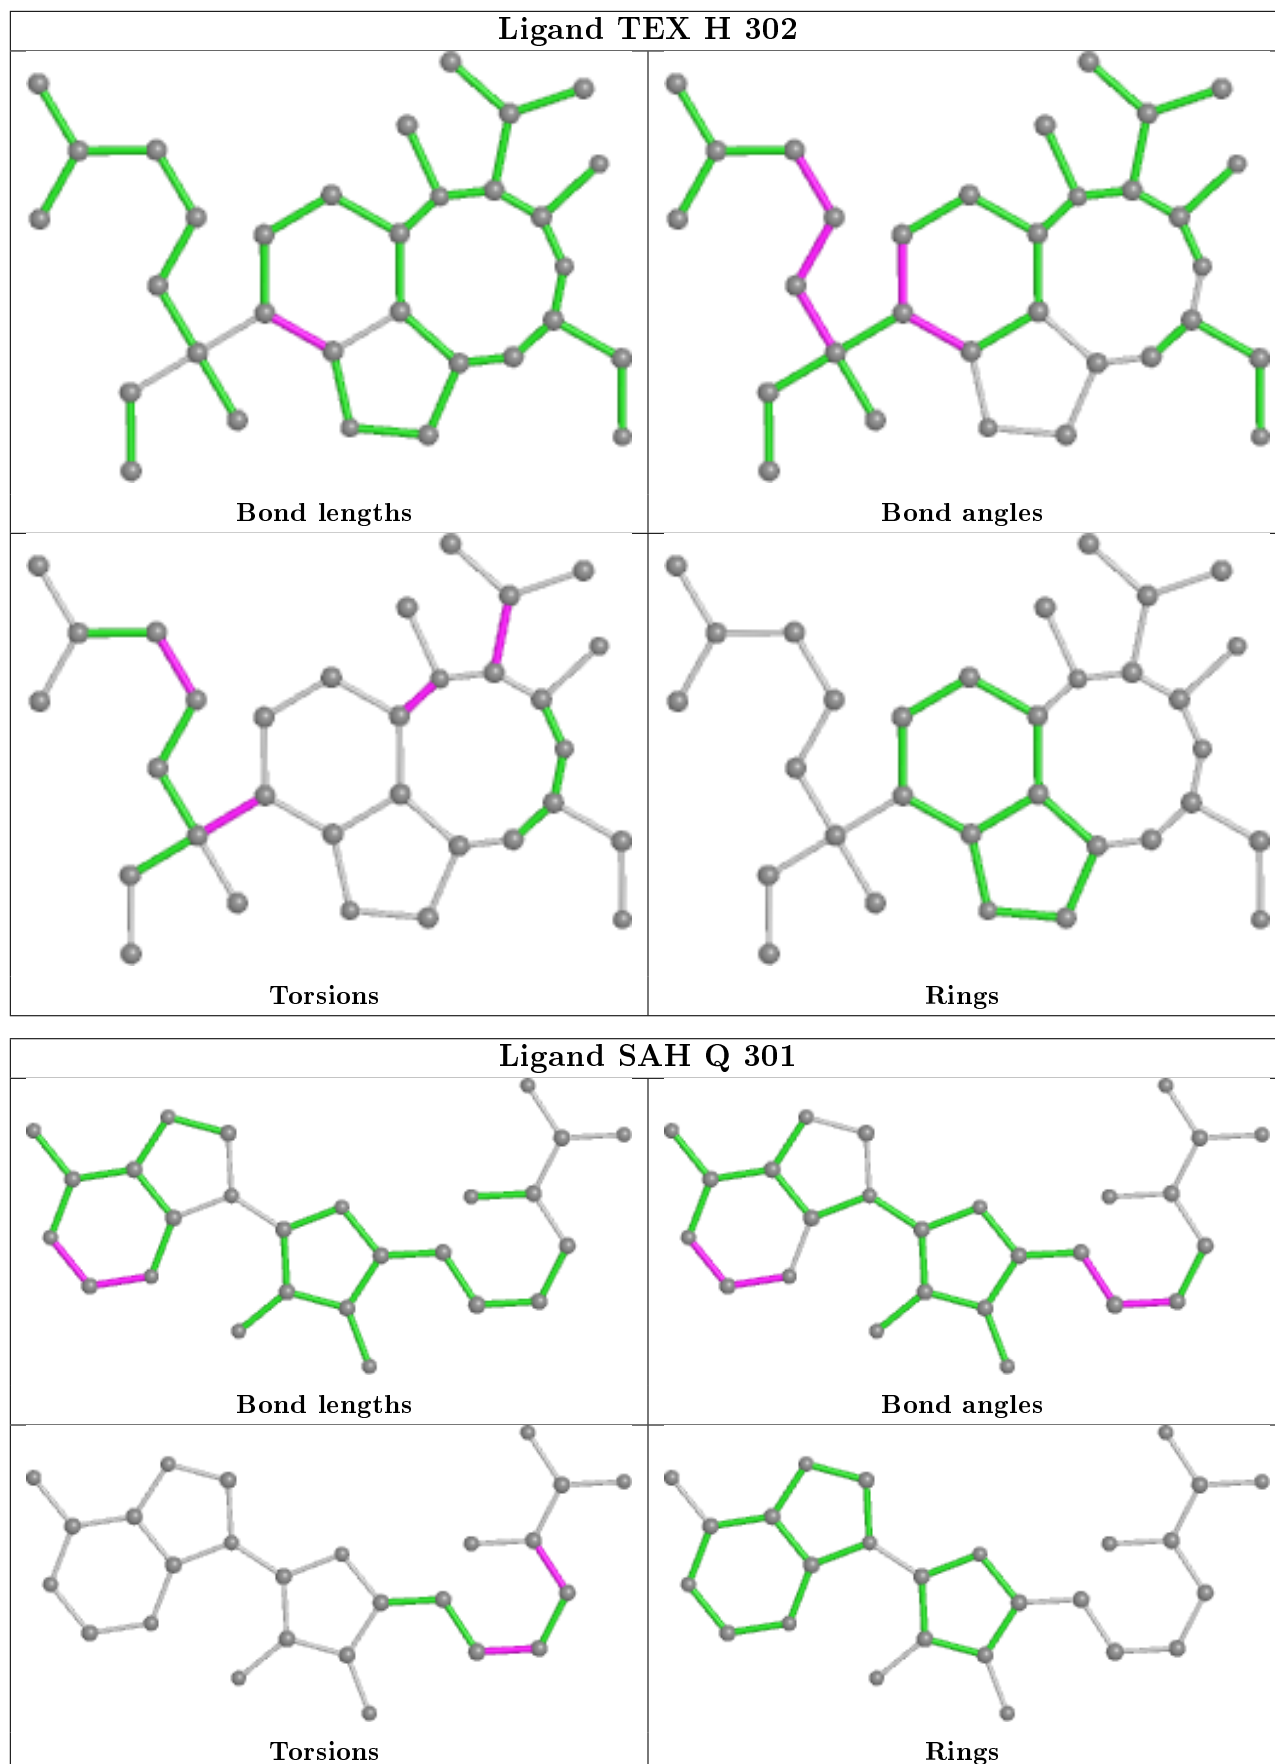 Ligand TEX H 302
Bond lengths
Bond angles
Torsions
Rings
Ligand SAH Q 301
Bond lengths
Bond angles
Torsions
Rings